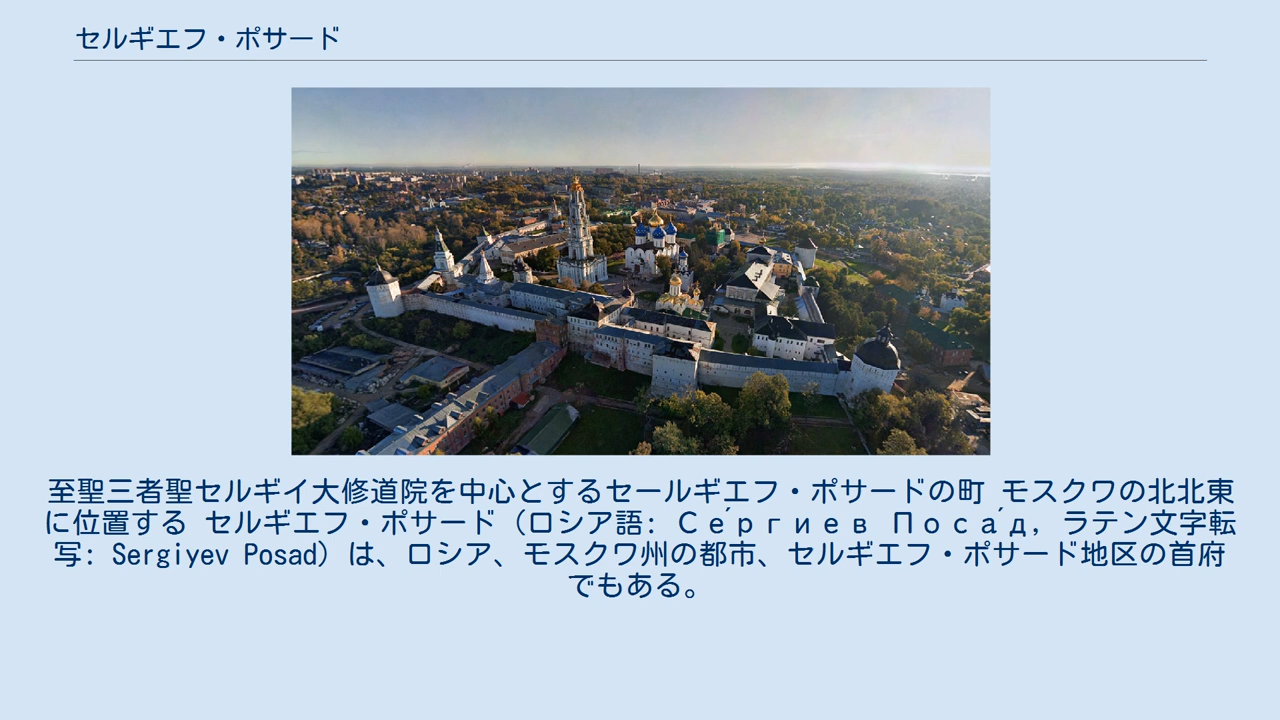 セルギエフ・ポサード
至聖三者聖セルギイ大修道院を中心とするセールギエフ・ポサードの町 モスクワの北北東
に位置する セルギエフ・ポサード（ロシア語: Се́ргиев Поса́д, ラテン文字転
写: Sergiyev Posad）は、ロシア、モスクワ州の都市、セルギエフ・ポサード地区の首府
でもある。